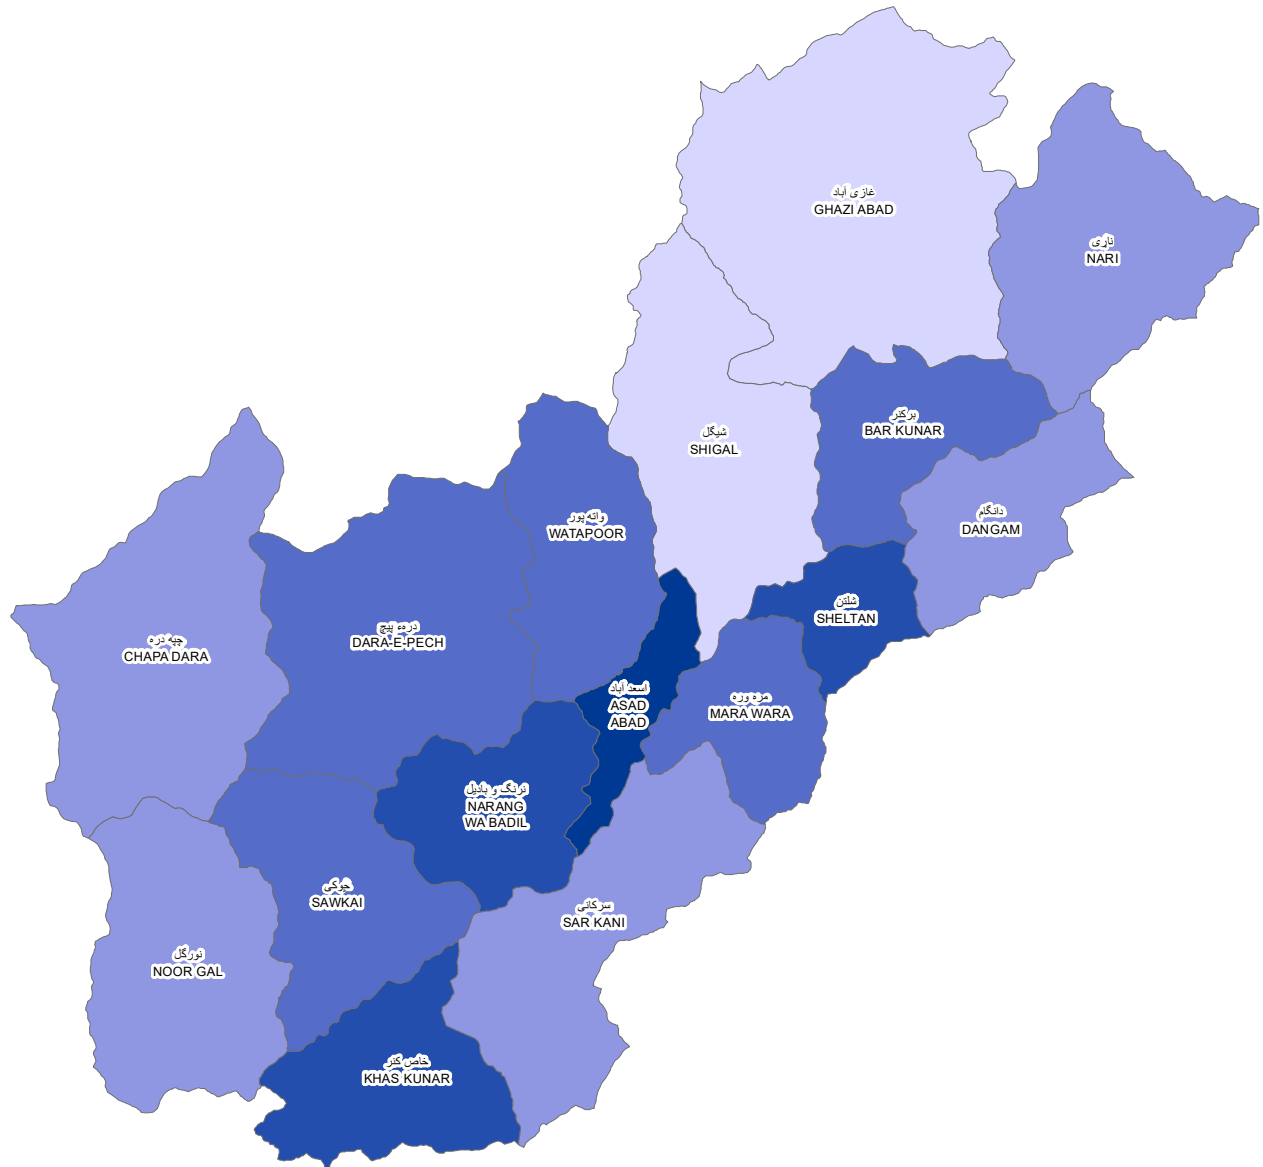 غازی آباد
GHAZI ABAD
ناړی
NARI
برکنر
BAR KUNAR
شیگل
SHIGAL
دانگام
DANGAM
واته پور
WATAPOOR
شلتن
SHELTAN
دره‌ء پیچ
DARA-E-PECH
چپه دره
CHAPA DARA
اسعد آباد
ASAD
ABAD
مره وره
MARA WARA
نرنگ و بادیل
NARANG
WA BADIL
چوکی
SAWKAI
سرکانی
SAR KANI
نورگل
NOOR GAL
خاص کنر
KHAS KUNAR